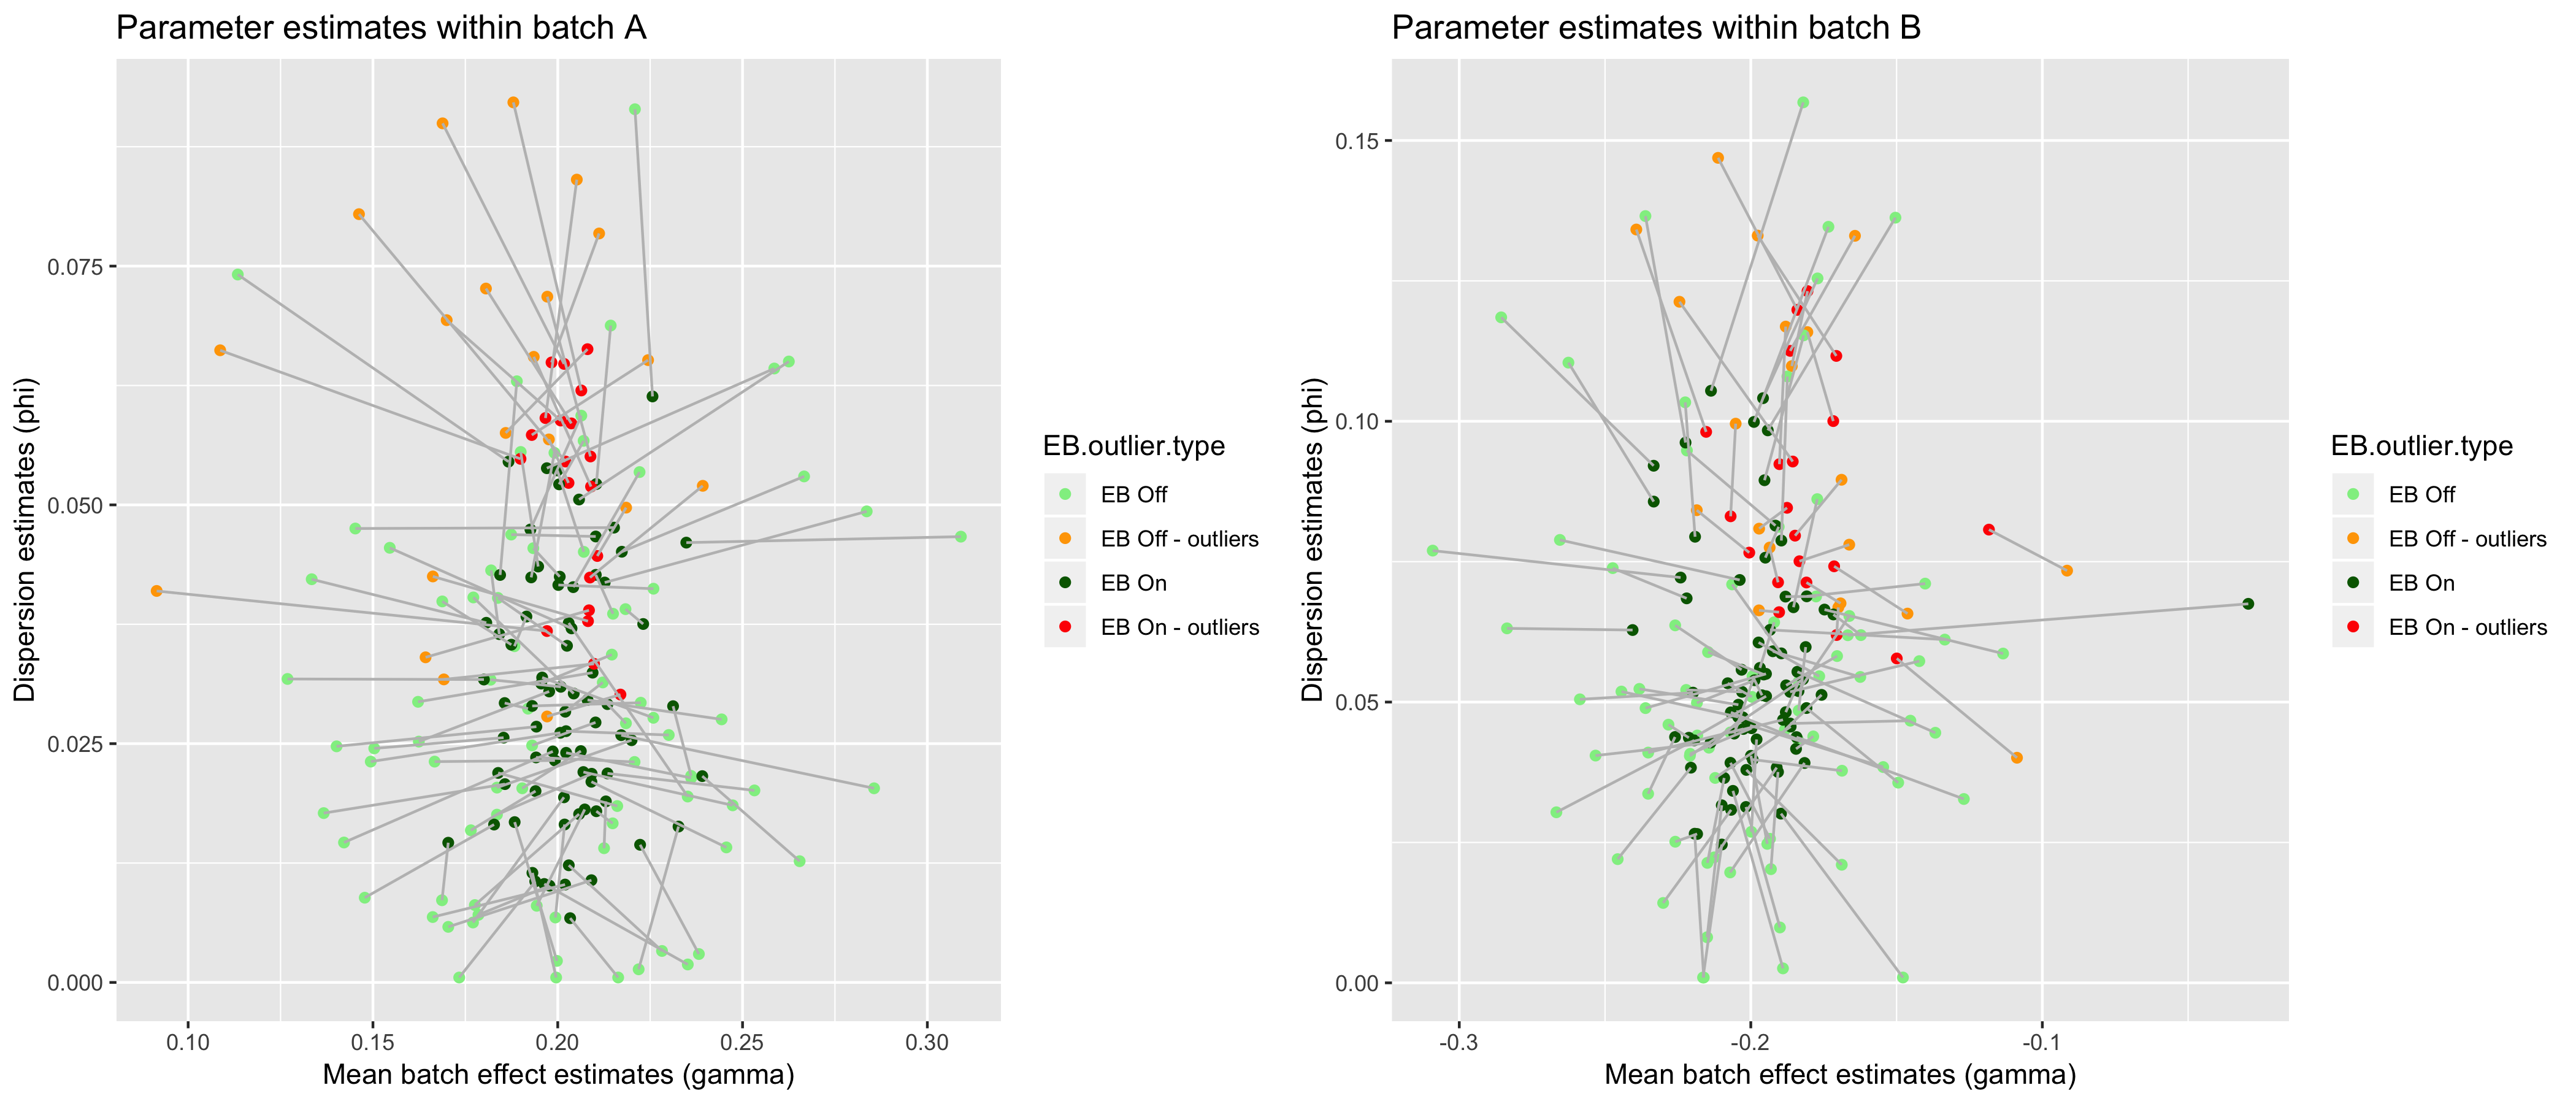 Parameter estimates within batch A
Dispersion estimates (phi)
0.075
0.050
0.025
0.000
0.10 0.15 0.20 0.25 0.30
Mean batch effect estimates (gamma)
EB.outlier.type
EB Off
EB Off - outliers
EB On
EB On - outliers
Parameter estimates within batch B
Dispersion estimates (phi)
0.15
0.10
0.05
0.00
-0.3 -0.2 -0.1
Mean batch effect estimates (gamma)
EB.outlier.type
EB Off
EB Off - outliers
EB On
EB On - outliers